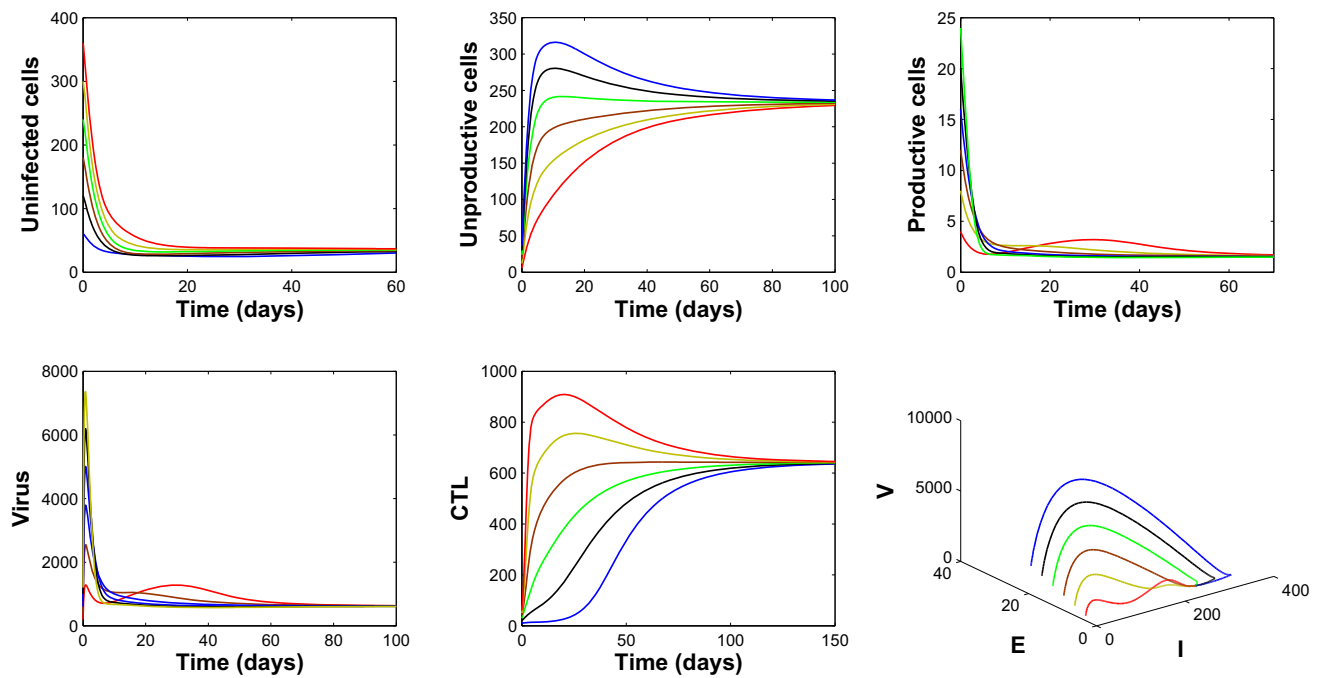 400
300
200
100
0
0 20 40 60
Uninfected cells
Time (days)
350
300
250
200
150
100
50
0
0 20 40 60 80 100
Unproductive cells
Time (days)
25
20
15
10
5
0
0 20 40 60
Productive cells
Time (days)
8000
6000
4000
2000
0
0 20 40 60 80 100
Virus
Time (days)
1000
800
600
400
200
0
0 50 100 150
CTL
Time (days)
10000
5000
0
V
40
20
0
E
0
200
400
I